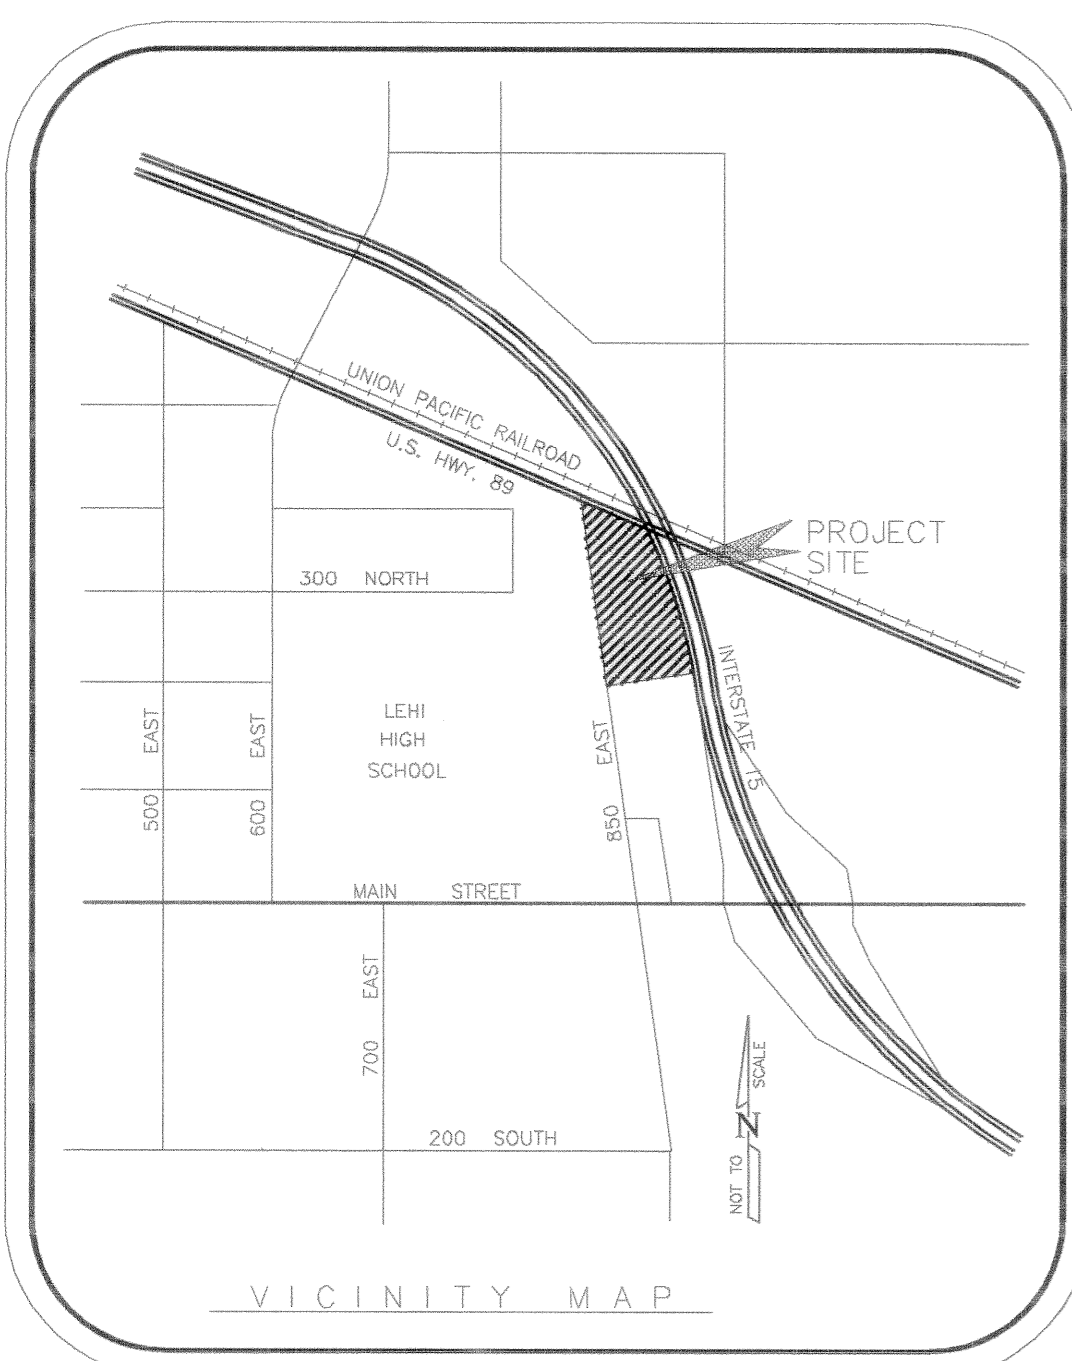 UNION PACIFIC RAILROAD
U.S. HWY. 89
PROJECT
SITE
300 NORTH
INTERSTATE 15
LEHI
HIGH
SCHOOL
500 EAST
600 EAST
850 EAST
MAIN STREET
700 EAST
200 SOUTH
NOT TO SCALE
N
VICINITY MAP